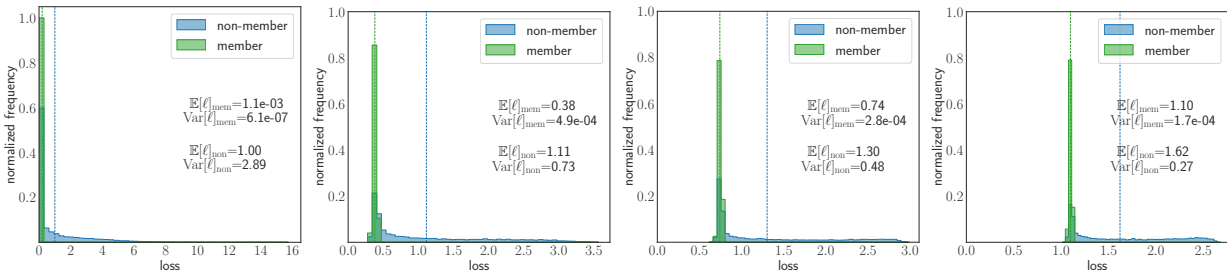 1.0
0.8
0.6
0.4
0.2
normalized frequency
0 2 4 6 8 10 12 14 16
loss
non-member
member
𝔼[ℓ]mem=1.1e-03
Var[ℓ]mem=6.1e-07
𝔼[ℓ]non=1.00
Var[ℓ]non=2.89
1.0
0.8
0.6
0.4
0.2
normalized frequency
0.0 0.5 1.0 1.5 2.0 2.5 3.0 3.5
loss
non-member
member
𝔼[ℓ]mem=0.38
Var[ℓ]mem=4.9e-04
𝔼[ℓ]non=1.11
Var[ℓ]non=0.73
1.0
0.8
0.6
0.4
0.2
normalized frequency
0.0 0.5 1.0 1.5 2.0 2.5 3.0
loss
non-member
member
𝔼[ℓ]mem=0.74
Var[ℓ]mem=2.8e-04
𝔼[ℓ]non=1.30
Var[ℓ]non=0.48
1.0
0.8
0.6
0.4
0.2
normalized frequency
0.0 0.5 1.0 1.5 2.0 2.5
loss
non-member
member
𝔼[ℓ]mem=1.10
Var[ℓ]mem=1.7e-04
𝔼[ℓ]non=1.62
Var[ℓ]non=0.27